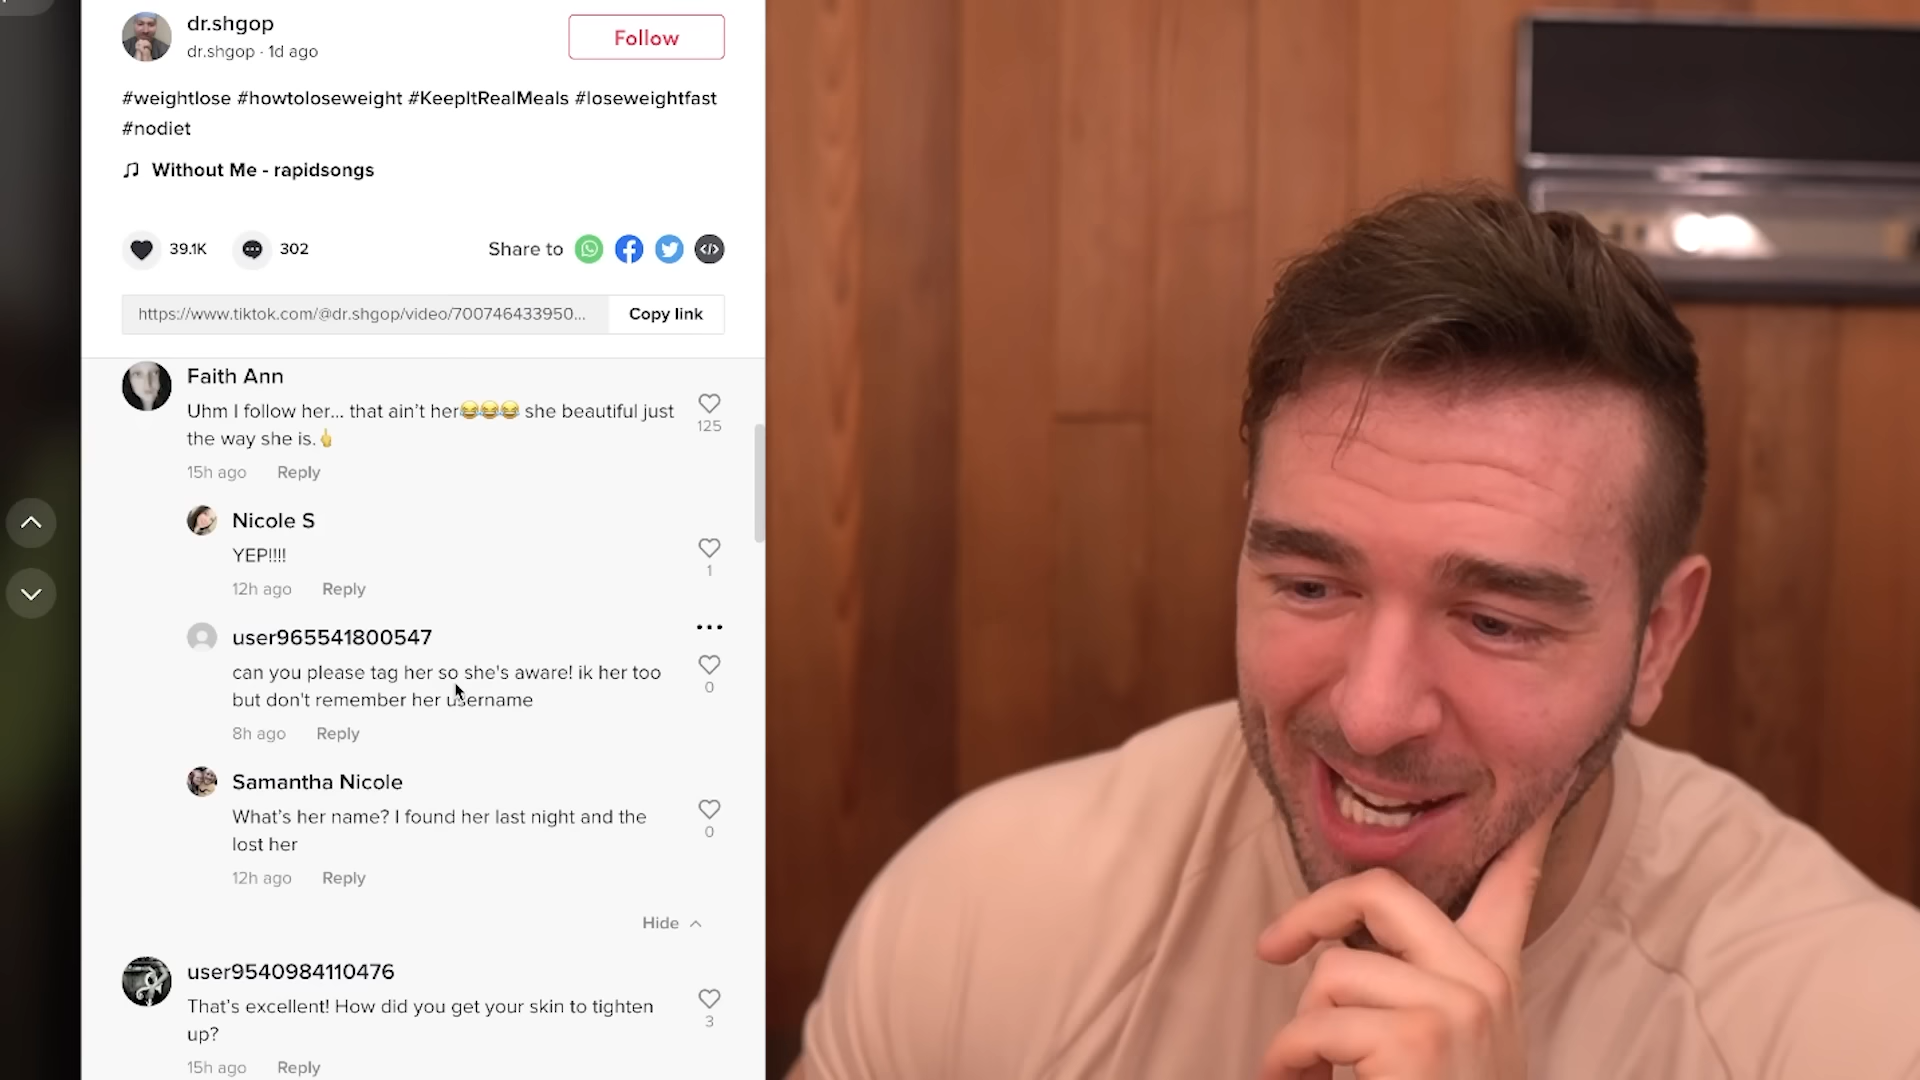 dr.shgop
dr.shgop · 1d ago
Follow
#weightlose #howtoloseweight #KeepItRealMeals #loseweightfast
#nodiet
Without Me - rapidsongs
39.1K
302
Share to
https://www.tiktok.com/@dr.shgop/video/700746433950...
Copy link
Faith Ann
Uhm I follow her... that ain't her😂😂😂 she beautiful just
the way she is.🖕
125
15h ago Reply
Nicole S
YEP!!!!
1
12h ago Reply
user965541800547
can you please tag her so she's aware! ik her too
but don't remember her username
0
8h ago Reply
Samantha Nicole
What's her name? I found her last night and the
lost her
0
12h ago Reply
Hide
user9540984110476
That's excellent! How did you get your skin to tighten
up?
3
15h ago Reply